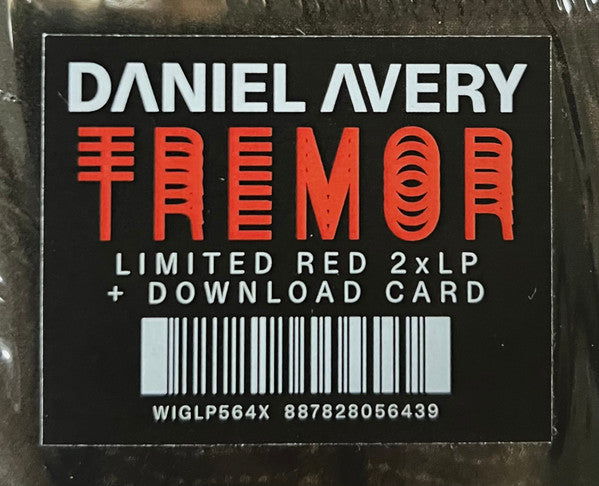 DANIEL AVERY
TREMOR
LIMITED RED 2xLP
+ DOWNLOAD CARD
WIGLP564X 887828056439